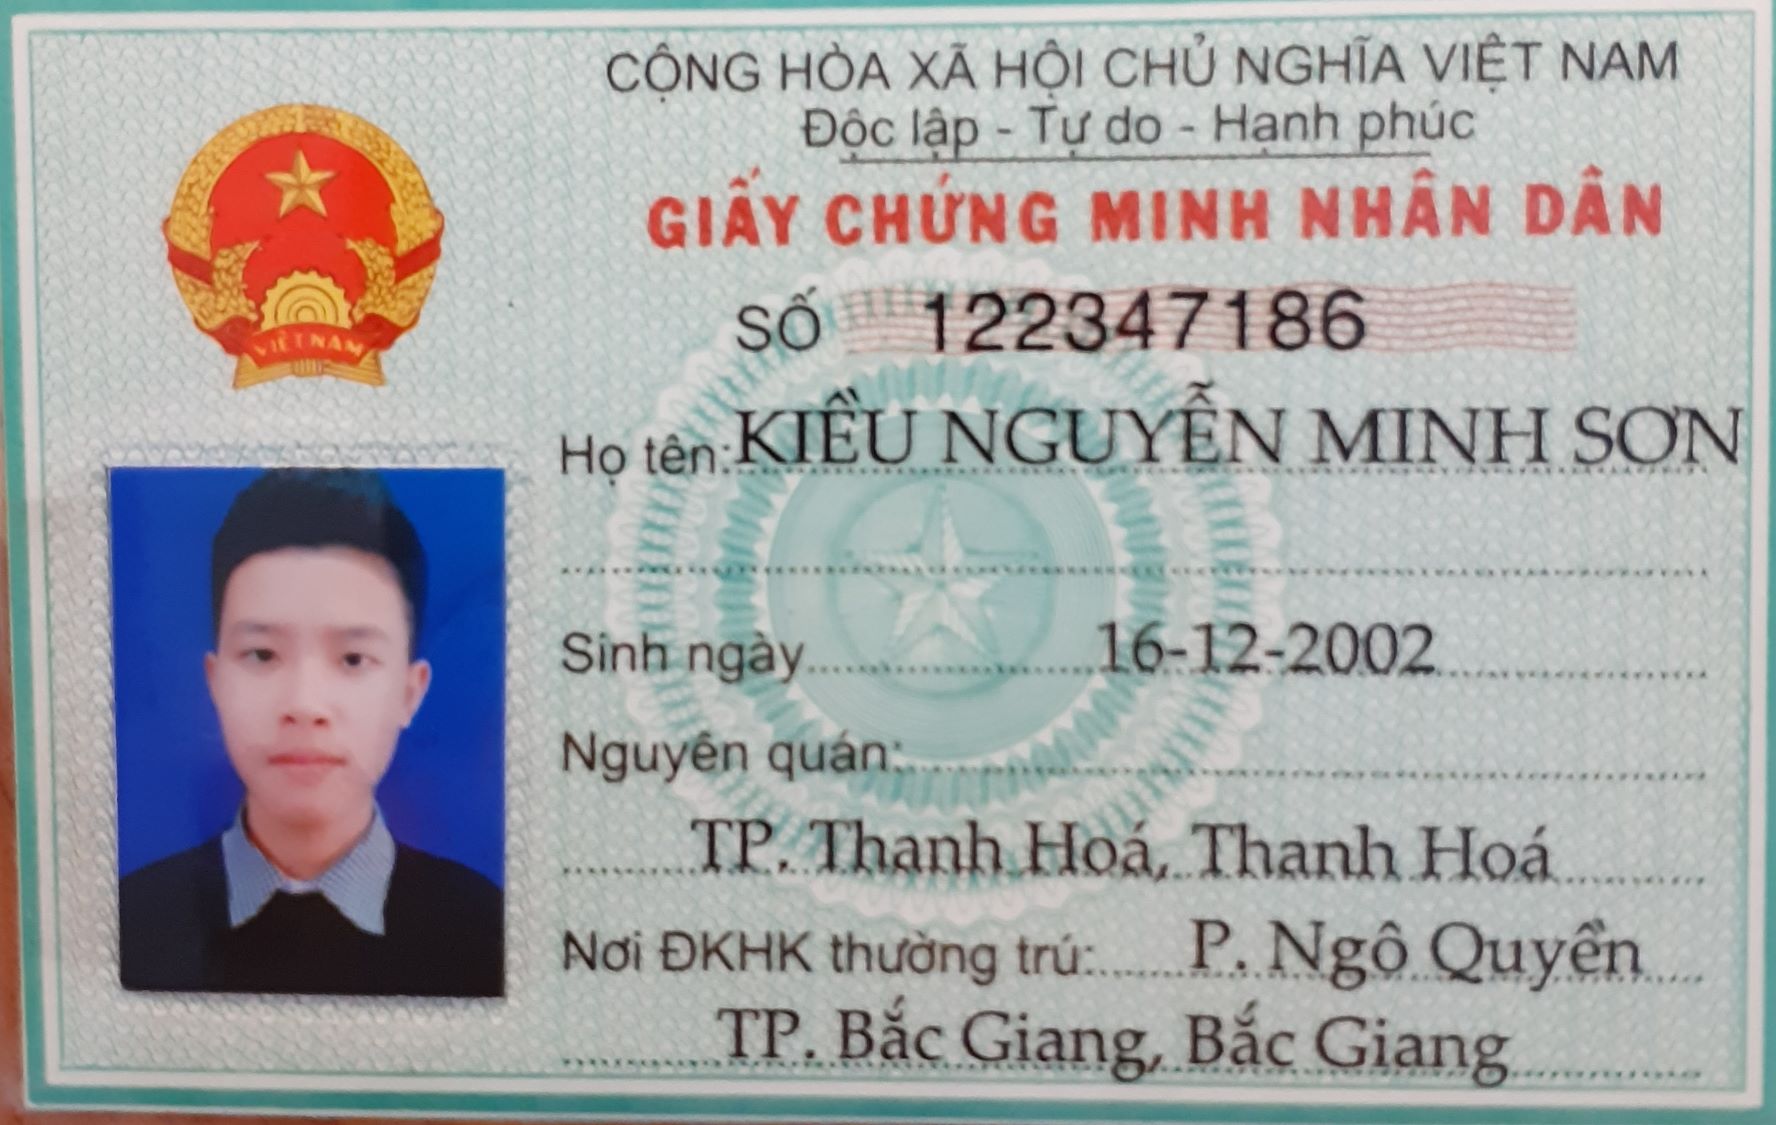 CỘNG HÒA XÃ HỘI CHỦ NGHĨA VIỆT NAM
Độc lập - Tự do - Hạnh phúc
GIẤY CHỨNG MINH NHÂN DÂN
SỐ 122347186
VIỆT NAM
Họ tên: KIỀU NGUYỄN MINH SƠN
Sinh ngày 16-12-2002
Nguyên quán:
TP. Thanh Hoá, Thanh Hoá
Nơi ĐKHK thường trú: P. Ngô Quyền
TP. Bắc Giang, Bắc Giang